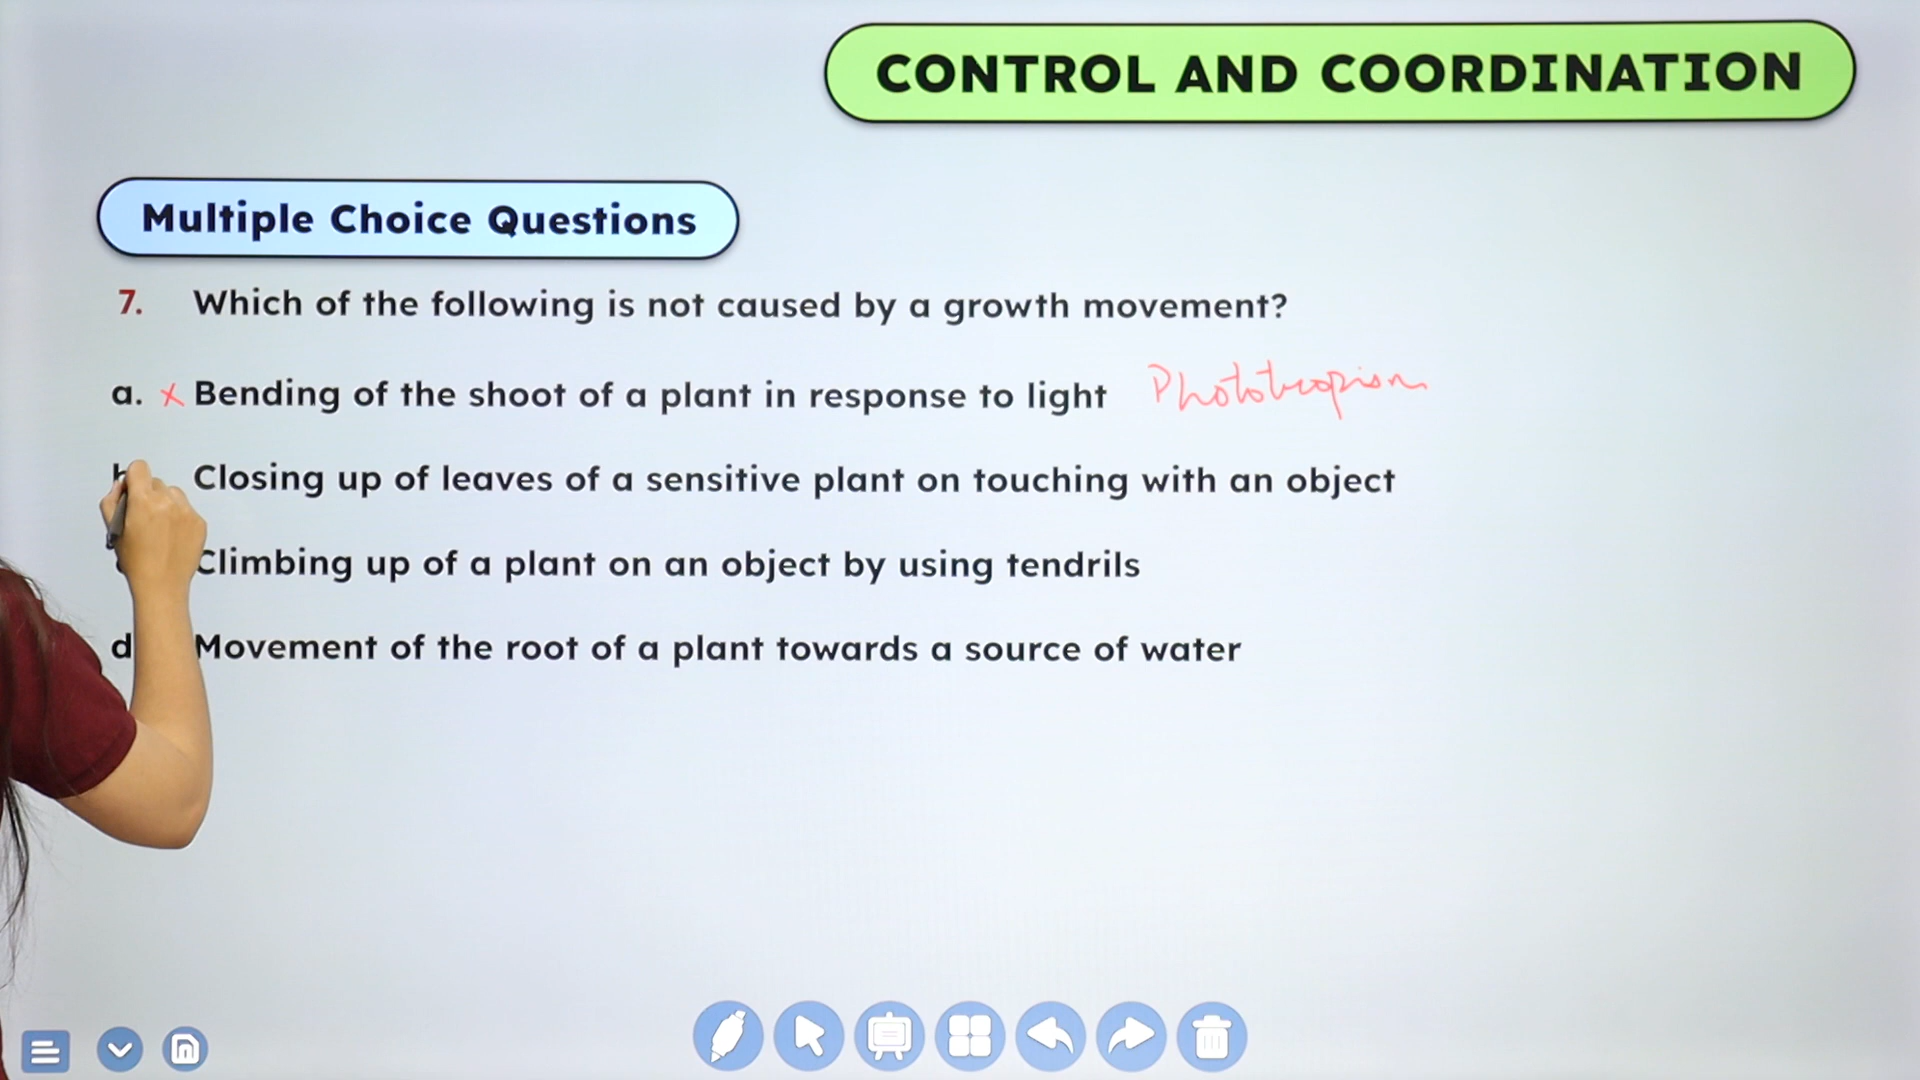 CONTROL AND COORDINATION
Multiple Choice Questions
7. Which of the following is not caused by a growth movement?
a. x Bending of the shoot of a plant in response to light Phototropism
Closing up of leaves of a sensitive plant on touching with an object
Climbing up of a plant on an object by using tendrils
d Movement of the root of a plant towards a source of water